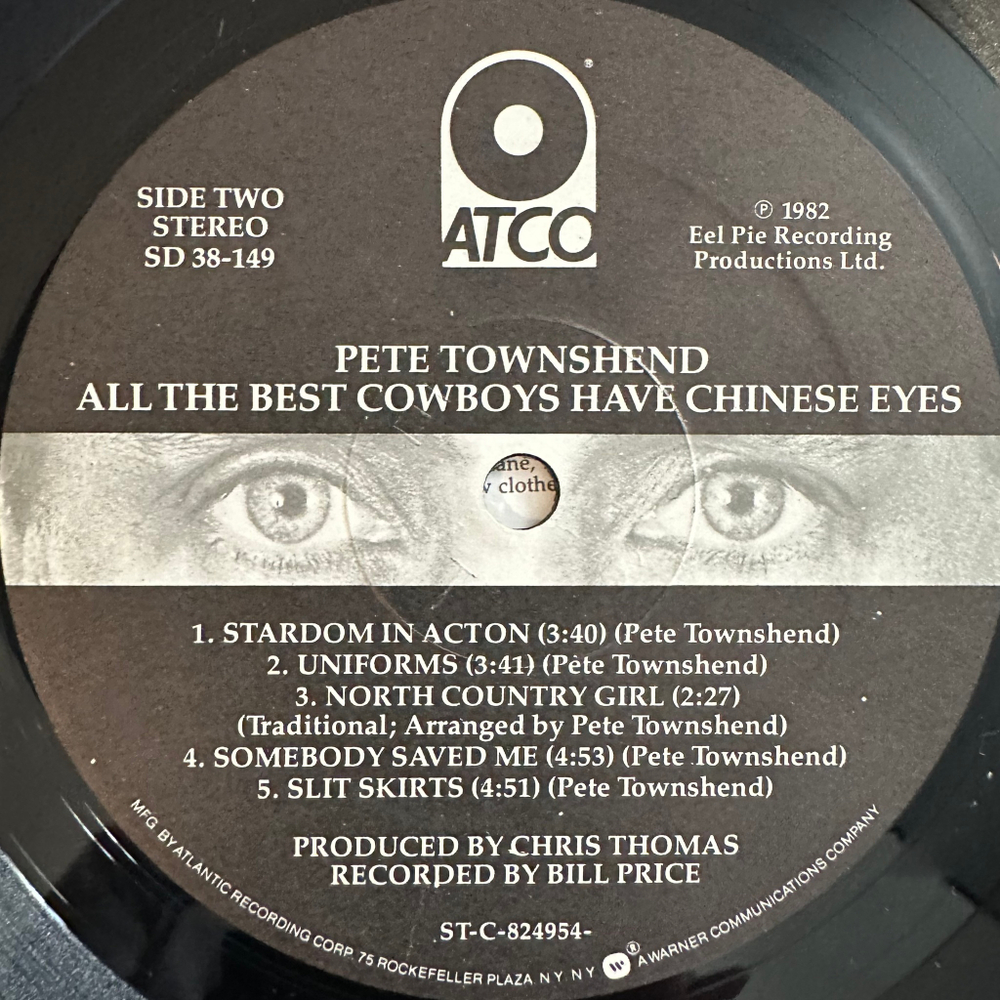 ®
ATCO
SIDE TWO
STEREO
SD 38-149
℗ 1982
Eel Pie Recording
Productions Ltd.
PETE TOWNSHEND
ALL THE BEST COWBOYS HAVE CHINESE EYES
ane,
clothe
1. STARDOM IN ACTON (3:40) (Pete Townshend)
2. UNIFORMS (3:41) (Pete Townshend)
3. NORTH COUNTRY GIRL (2:27)
(Traditional; Arranged by Pete Townshend)
4. SOMEBODY SAVED ME (4:53) (Pete Townshend)
5. SLIT SKIRTS (4:51) (Pete Townshend)
PRODUCED BY CHRIS THOMAS
RECORDED BY BILL PRICE
ST-C-824954-
MFG BY ATLANTIC RECORDING CORP. 75 ROCKEFELLER PLAZA N Y N Y ® A WARNER COMMUNICATIONS COMPANY